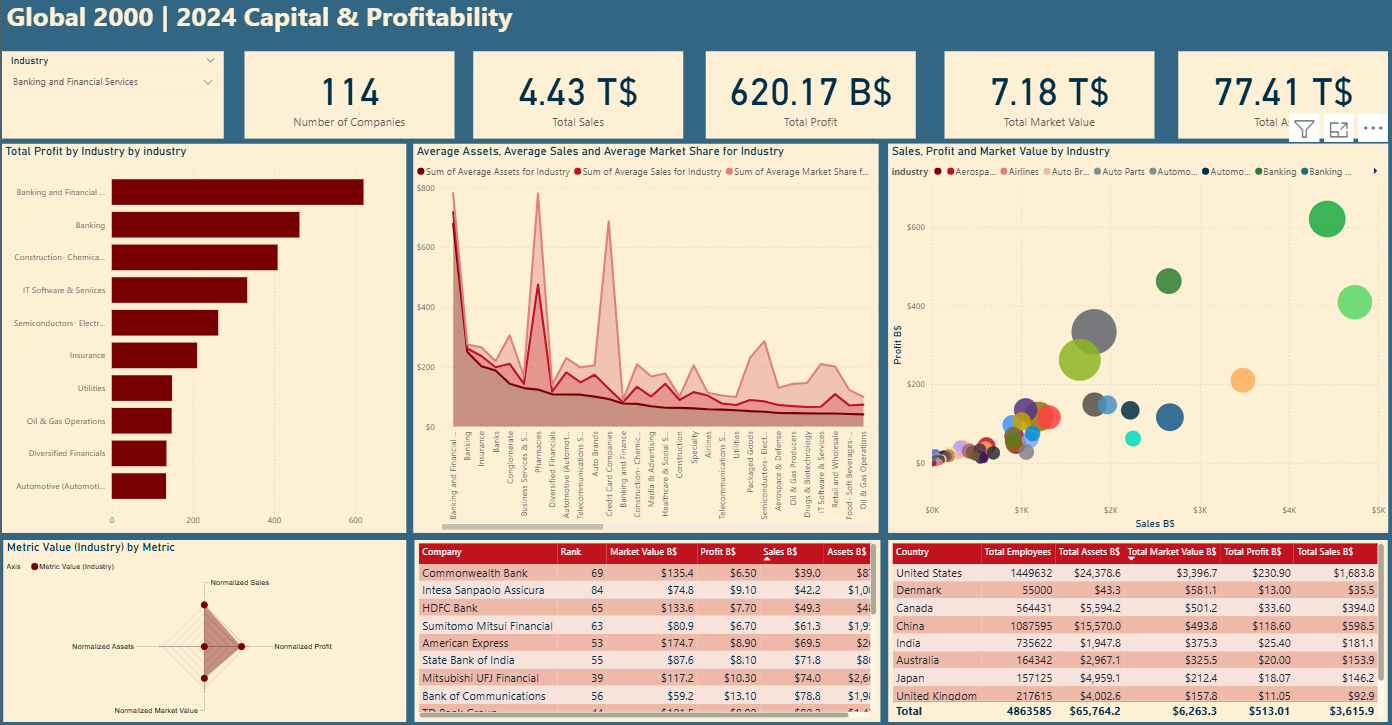 Global 2000 | 2024 Capital & Profitability
Industry
Banking and Financial Services
114
Number of Companies
4.43 T$
Total Sales
620.17 B$
Total Profit
7.18 T$
Total Market Value
77.41 T$
Total A
Total Profit by Industry by industry
Banking and Financial ...
Banking
Construction- Chemica...
IT Software & Services
Semiconductors- Electr...
Insurance
Utilities
Oil & Gas Operations
Diversified Financials
Automotive (Automoti...
0 200 400 600
Average Assets, Average Sales and Average Market Share for Industry
Sum of Average Assets for Industry Sum of Average Sales for Industry Sum of Average Market Share f...
$800
$600
$400
$200
$0
Banking and Financial...
Banking
Insurance
Banks
Conglomerate
Business Services & S...
Pharmacies
Diversified Financials
Automotive (Automot...
Telecommunications S...
Auto Brands
Credit Card Companies
Banking and Finance
Construction- Chemic...
Media & Advertising
Healthcare & Social S...
Construction
Specialty
Airlines
Telecommunications S...
Utilities
Packaged Goods
Semiconductors- Elect...
Aerospace & Defense
Oil & Gas Producers
Drugs & Biotechnology
IT Software & Services
Retail and Wholesale
Food- Soft Beverages-...
Oil & Gas Operations
Sales, Profit and Market Value by Industry
industry Aerospa... Airlines Auto Br... Auto Parts Automo... Automo... Banking Banking ...
Profit B$
$600
$400
$200
$0
$0K $1K $2K $3K $4K $5K
Sales B$
Metric Value (Industry) by Metric
Axis Metric Value (Industry)
Normalized Sales
Normalized Assets
Normalized Profit
Normalized Market Value
Company Rank Market Value B$ Profit B$ Sales B$ Assets B$
Commonwealth Bank 69 $135.4 $6.50 $39.0 $8
Intesa Sanpaolo Assicura 84 $74.8 $9.10 $42.2 $1,0
HDFC Bank 65 $133.6 $7.70 $49.3 $4
Sumitomo Mitsui Financial 63 $80.9 $6.70 $61.3 $1,9
American Express 53 $174.7 $8.90 $69.5 $2
State Bank of India 55 $87.6 $8.10 $71.8 $8
Mitsubishi UFJ Financial 39 $117.2 $10.30 $74.0 $2,6
Bank of Communications 56 $59.2 $13.10 $78.8 $1,9
TD Bank Group 44
Country Total Employees Total Assets B$ Total Market Value B$ Total Profit B$ Total Sales B$
United States 1449632 $24,378.6 $3,396.7 $230.90 $1,683.8
Denmark 55000 $43.3 $581.1 $13.00 $35.5
Canada 564431 $5,594.2 $501.2 $33.60 $394.0
China 1087595 $15,570.0 $493.8 $118.60 $598.5
India 735622 $1,947.8 $375.3 $25.40 $181.1
Australia 164342 $2,967.1 $325.5 $20.00 $153.9
Japan 157125 $4,959.1 $212.4 $18.07 $146.2
United Kingdom 217615 $4,002.6 $157.8 $11.05 $92.9
Total 4863585 $65,764.2 $6,263.3 $513.01 $3,615.9